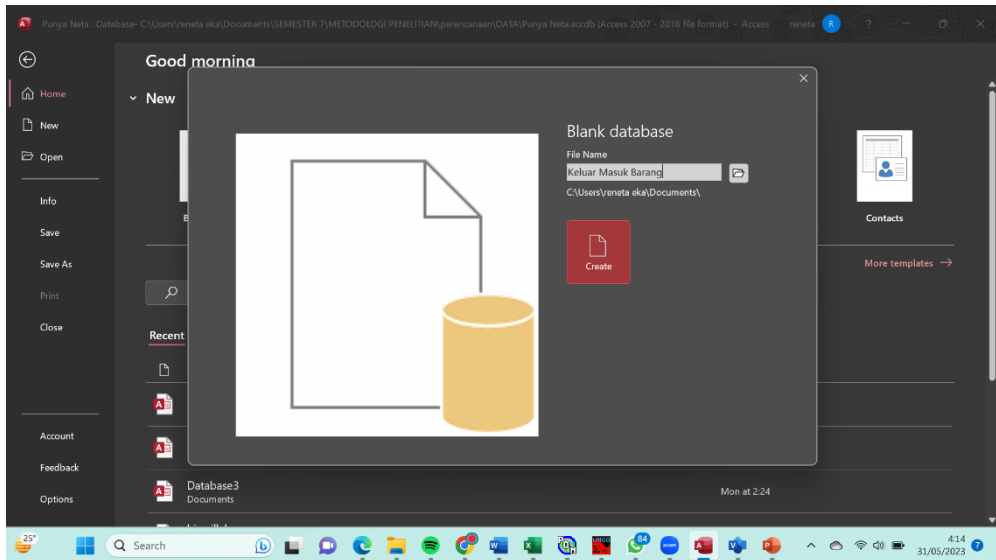 Punya Neta : Database- C:\Users\reneta eka\Documents\SEMESTER 7\METODOLOGI PENELITIAN\perencanaan\DATA\Punya Neta.accdb (Access 2007 - 2016 file format) - Access
reneta
R
?
Good morning
Home
New
Open
Info
Save
Save As
Print
Close
Account
Feedback
Options
New
Blank database
File Name
Keluar Masuk Barang
C:\Users\reneta eka\Documents\
Create
Contacts
More templates
Recent
Database3
Documents
Mon at 2:24
25°
Search
84
4:14
31/05/2023
7